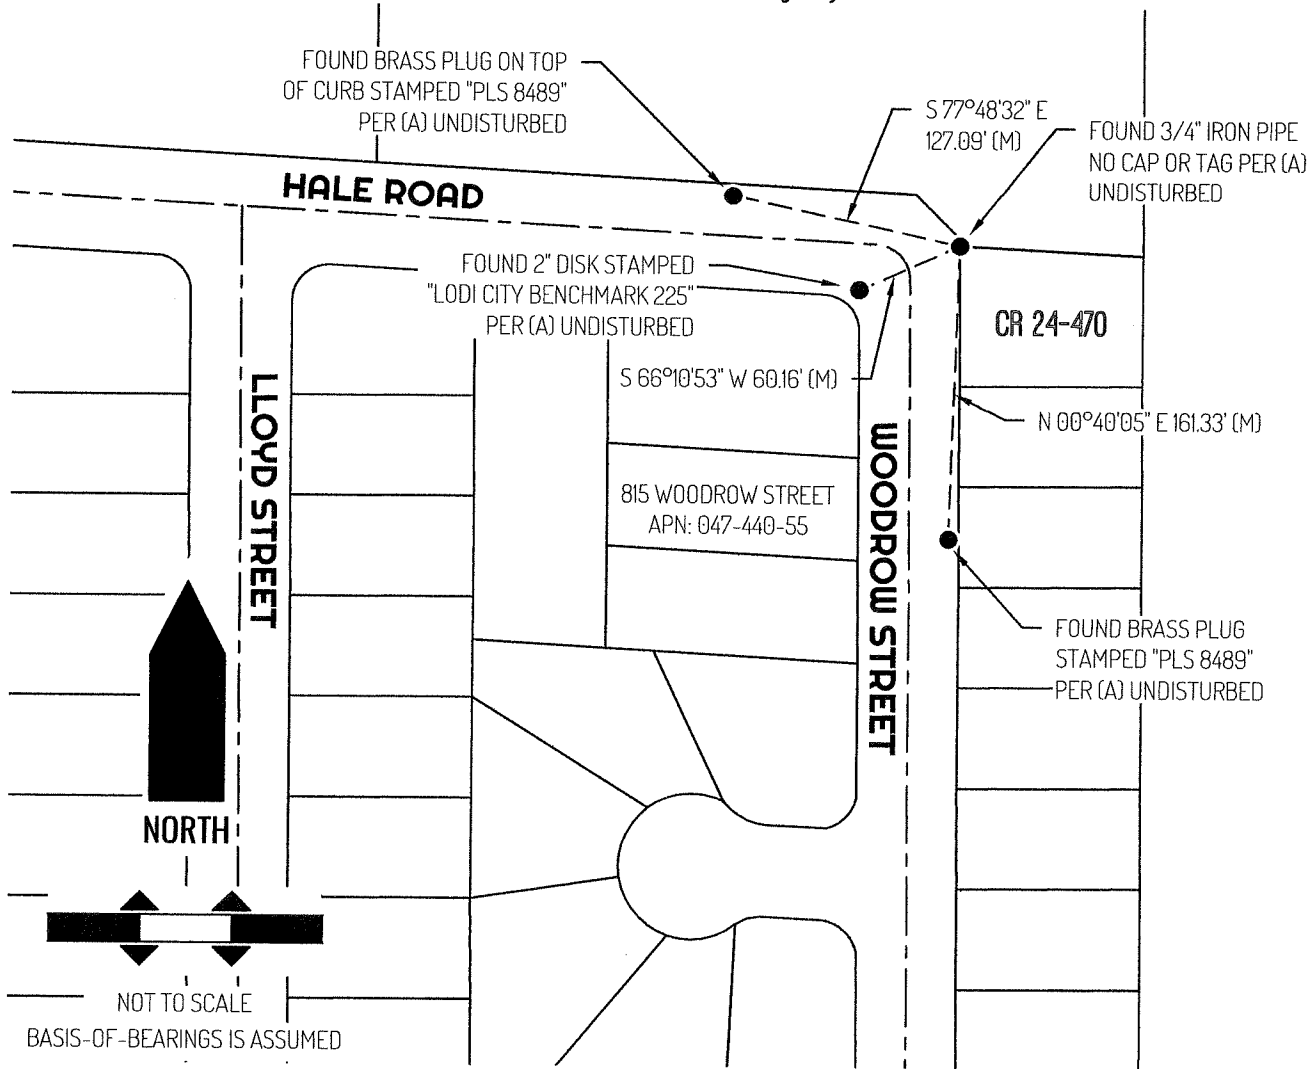 FOUND BRASS PLUG ON TOP
OF CURB STAMPED "PLS 8489"
PER (A) UNDISTURBED
S 77°48'32" E
127.09' (M)
FOUND 3/4" IRON PIPE
NO CAP OR TAG PER (A)
UNDISTURBED
HALE ROAD
FOUND 2" DISK STAMPED
"LODI CITY BENCHMARK 225"
PER (A) UNDISTURBED
CR 24-470
S 66°10'53" W 60.16' (M)
N 00°40'05" E 161.33' (M)
LLOYD STREET
WOODROW STREET
815 WOODROW STREET
APN: 047-440-55
FOUND BRASS PLUG
STAMPED "PLS 8489"
PER (A) UNDISTURBED
NORTH
NOT TO SCALE
BASIS-OF-BEARINGS IS ASSUMED